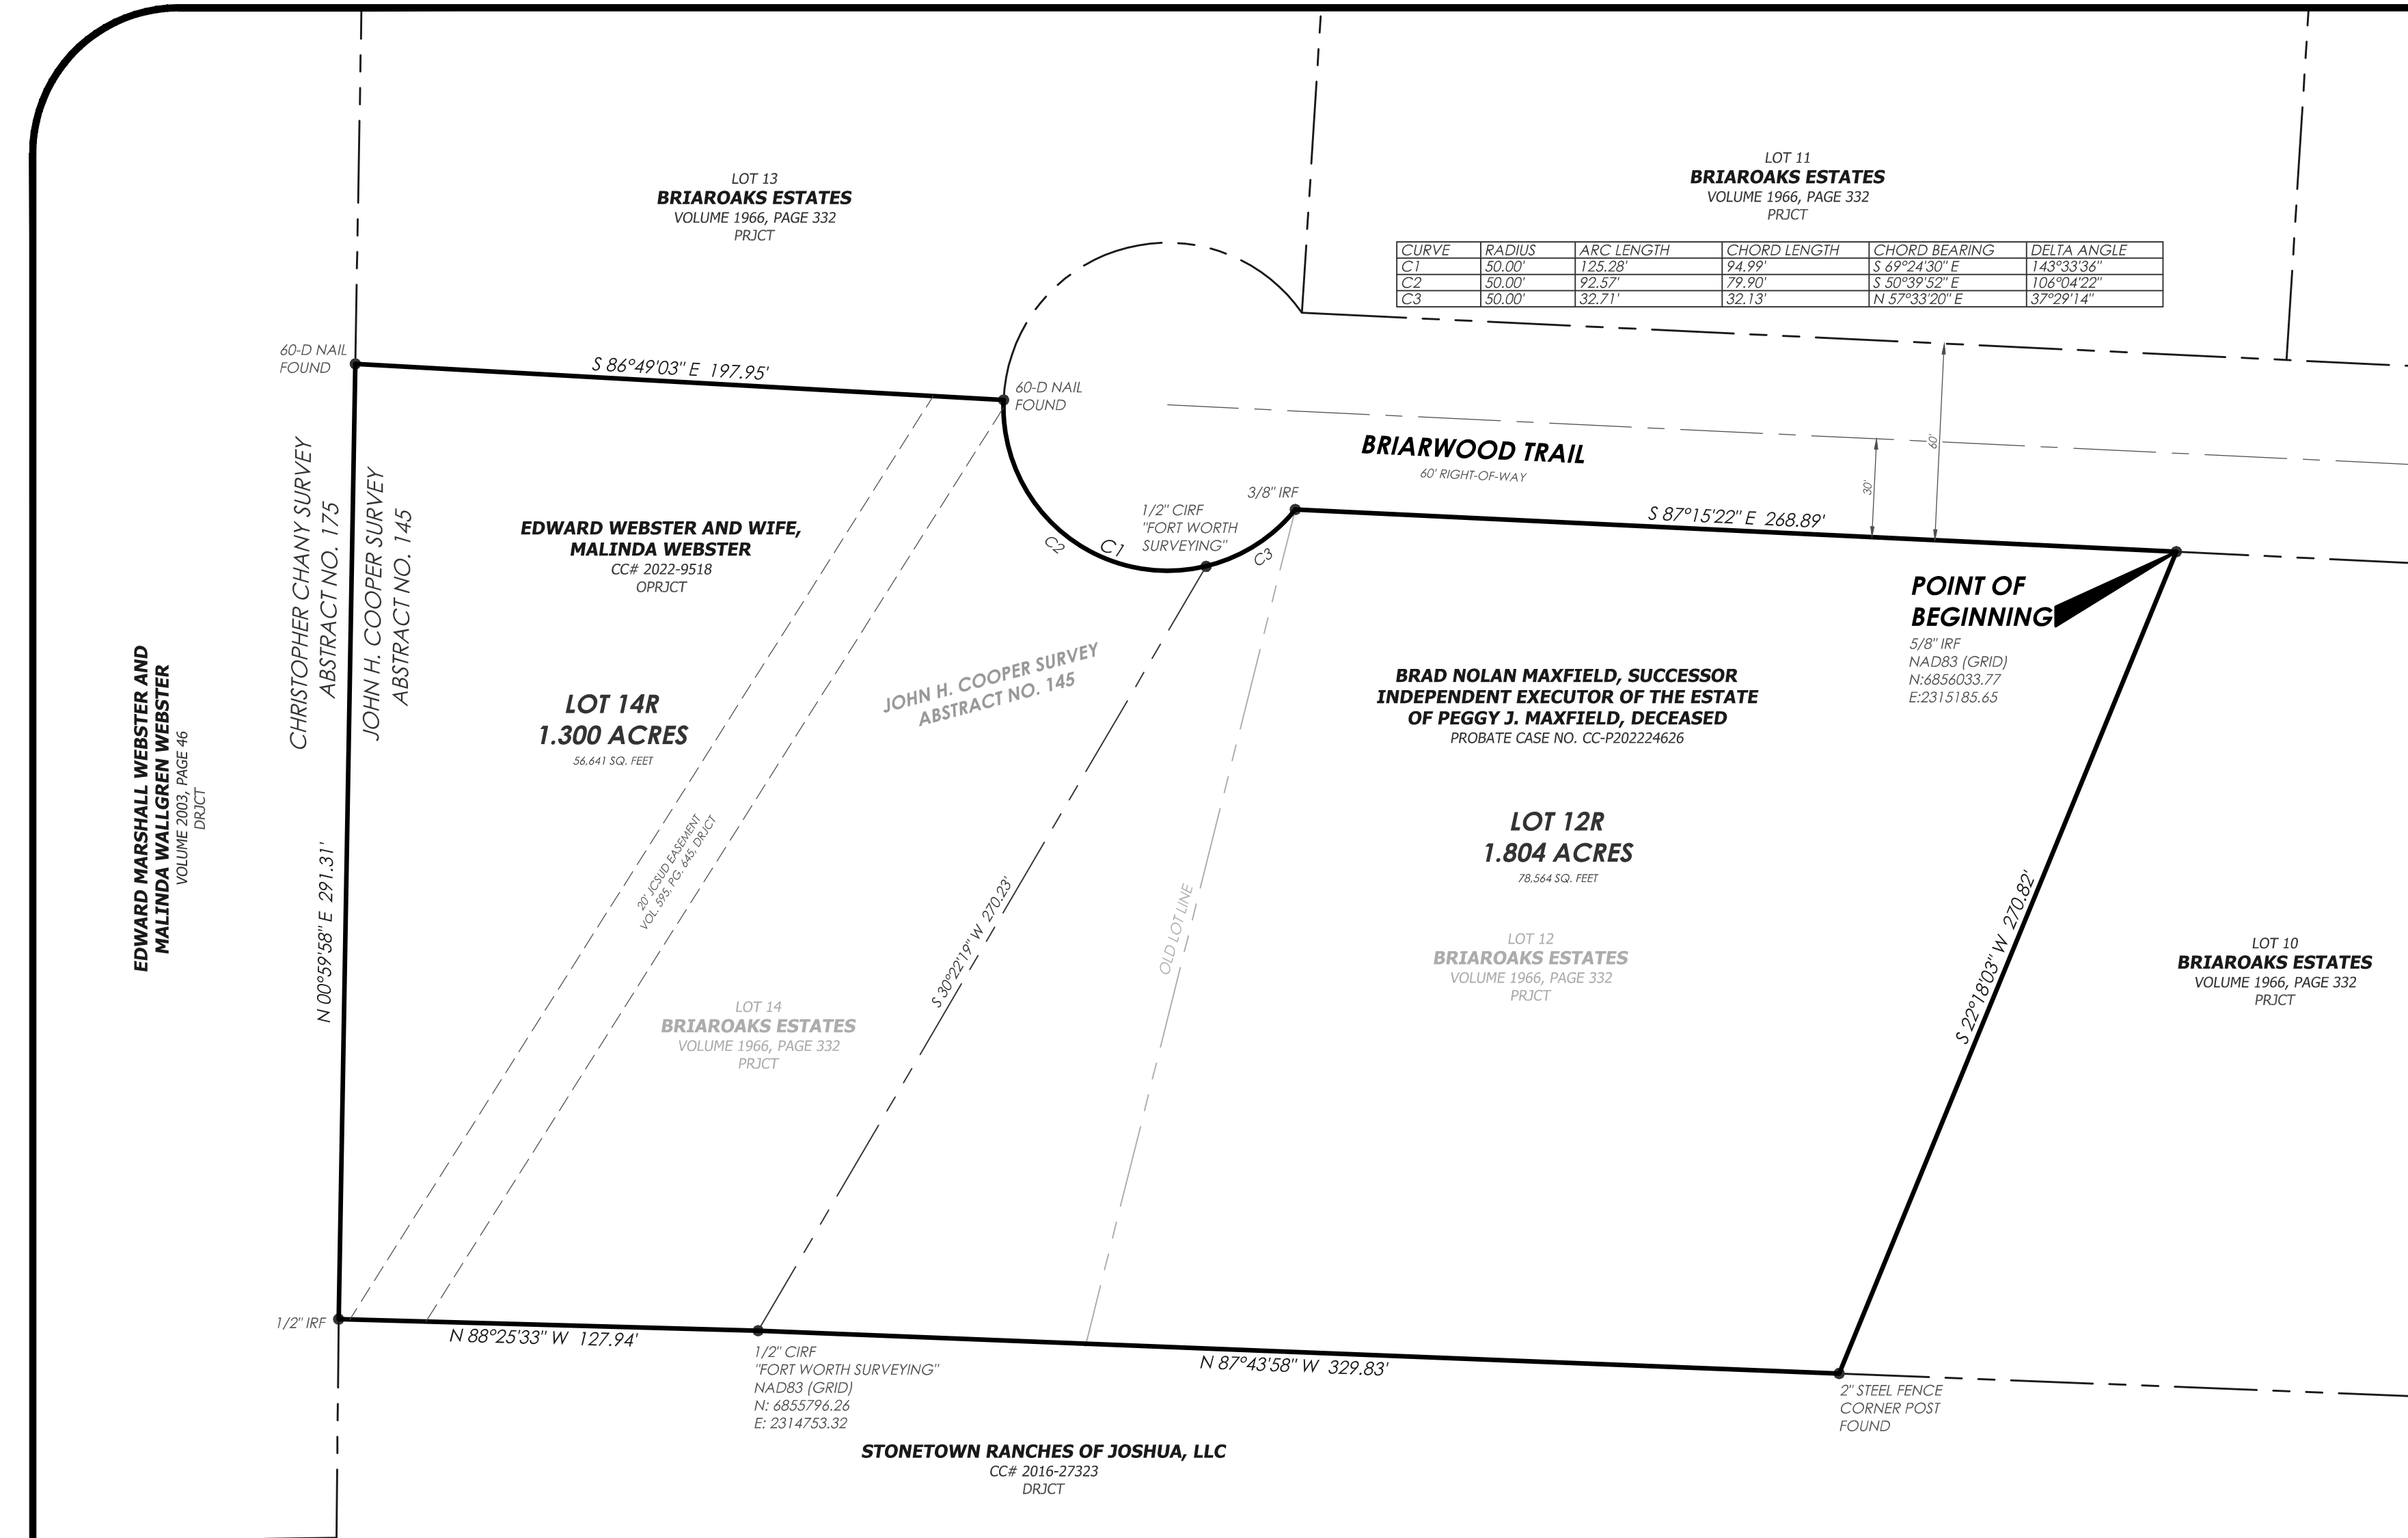 LOT 13
BRIAROAKS ESTATES
VOLUME 1966, PAGE 332
PRJCT
LOT 11
BRIAROAKS ESTATES
VOLUME 1966, PAGE 332
PRJCT
CURVE RADIUS ARC LENGTH CHORD LENGTH CHORD BEARING DELTA ANGLE
C1 50.00' 125.28' 94.99' S 69°24'30" E 143°33'36"
C2 50.00' 92.57' 79.90' S 50°39'52" E 106°04'22"
C3 50.00' 32.71' 32.13' N 57°33'20" E 37°29'14"
60-D NAIL
FOUND
S 86°49'03" E 197.95'
60-D NAIL
FOUND
BRIARWOOD TRAIL
60' RIGHT-OF-WAY
60'
30'
3/8" IRF
1/2" CIRF
"FORT WORTH
SURVEYING"
C2
C1
C3
S 87°15'22" E 268.89'
POINT OF
BEGINNING
5/8" IRF
NAD83 (GRID)
N:6856033.77
E:2315185.65
CHRISTOPHER CHANY SURVEY
ABSTRACT NO. 175
JOHN H. COOPER SURVEY
ABSTRACT NO. 145
EDWARD WEBSTER AND WIFE,
MALINDA WEBSTER
CC# 2022-9518
OPRJCT
LOT 14R
1.300 ACRES
56,641 SQ. FEET
JOHN H. COOPER SURVEY
ABSTRACT NO. 145
BRAD NOLAN MAXFIELD, SUCCESSOR
INDEPENDENT EXECUTOR OF THE ESTATE
OF PEGGY J. MAXFIELD, DECEASED
PROBATE CASE NO. CC-P202224626
LOT 12R
1.804 ACRES
78,564 SQ. FEET
EDWARD MARSHALL WEBSTER AND
MALINDA WALLGREN WEBSTER
VOLUME 2003, PAGE 46
DRJCT
N 00°59'58" E 291.31'
20' JCSUD EASEMENT
VOL. 595, PG. 645, DRJCT
S 30°22'19" W 270.23'
OLD LOT LINE
LOT 12
BRIAROAKS ESTATES
VOLUME 1966, PAGE 332
PRJCT
S 22°18'03" W 270.82'
LOT 10
BRIAROAKS ESTATES
VOLUME 1966, PAGE 332
PRJCT
LOT 14
BRIAROAKS ESTATES
VOLUME 1966, PAGE 332
PRJCT
1/2" IRF
N 88°25'33" W 127.94'
1/2" CIRF
"FORT WORTH SURVEYING"
NAD83 (GRID)
N: 6855796.26
E: 2314753.32
N 87°43'58" W 329.83'
2" STEEL FENCE
CORNER POST
FOUND
STONETOWN RANCHES OF JOSHUA, LLC
CC# 2016-27323
DRJCT